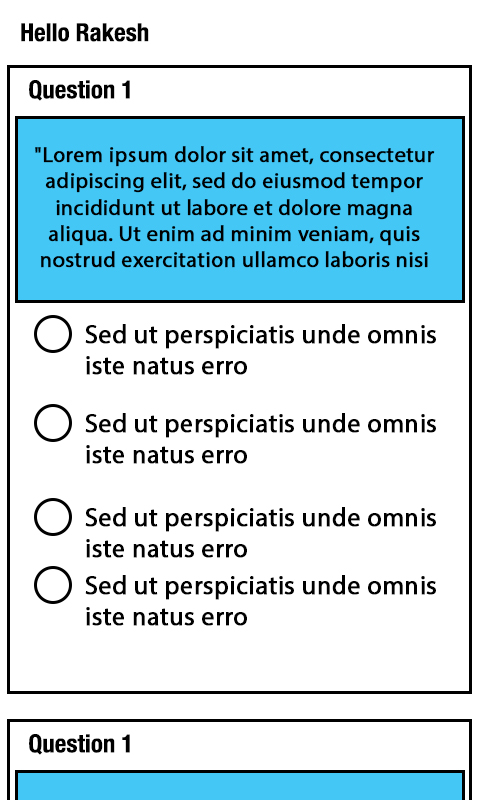 Hello Rakesh
Question 1
"Lorem ipsum dolor sit amet, consectetur
adipiscing elit, sed do eiusmod tempor
incididunt ut labore et dolore magna
aliqua. Ut enim ad minim veniam, quis
nostrud exercitation ullamco laboris nisi
Sed ut perspiciatis unde omnis
iste natus erro
Sed ut perspiciatis unde omnis
iste natus erro
Sed ut perspiciatis unde omnis
iste natus erro
Sed ut perspiciatis unde omnis
iste natus erro
Question 1